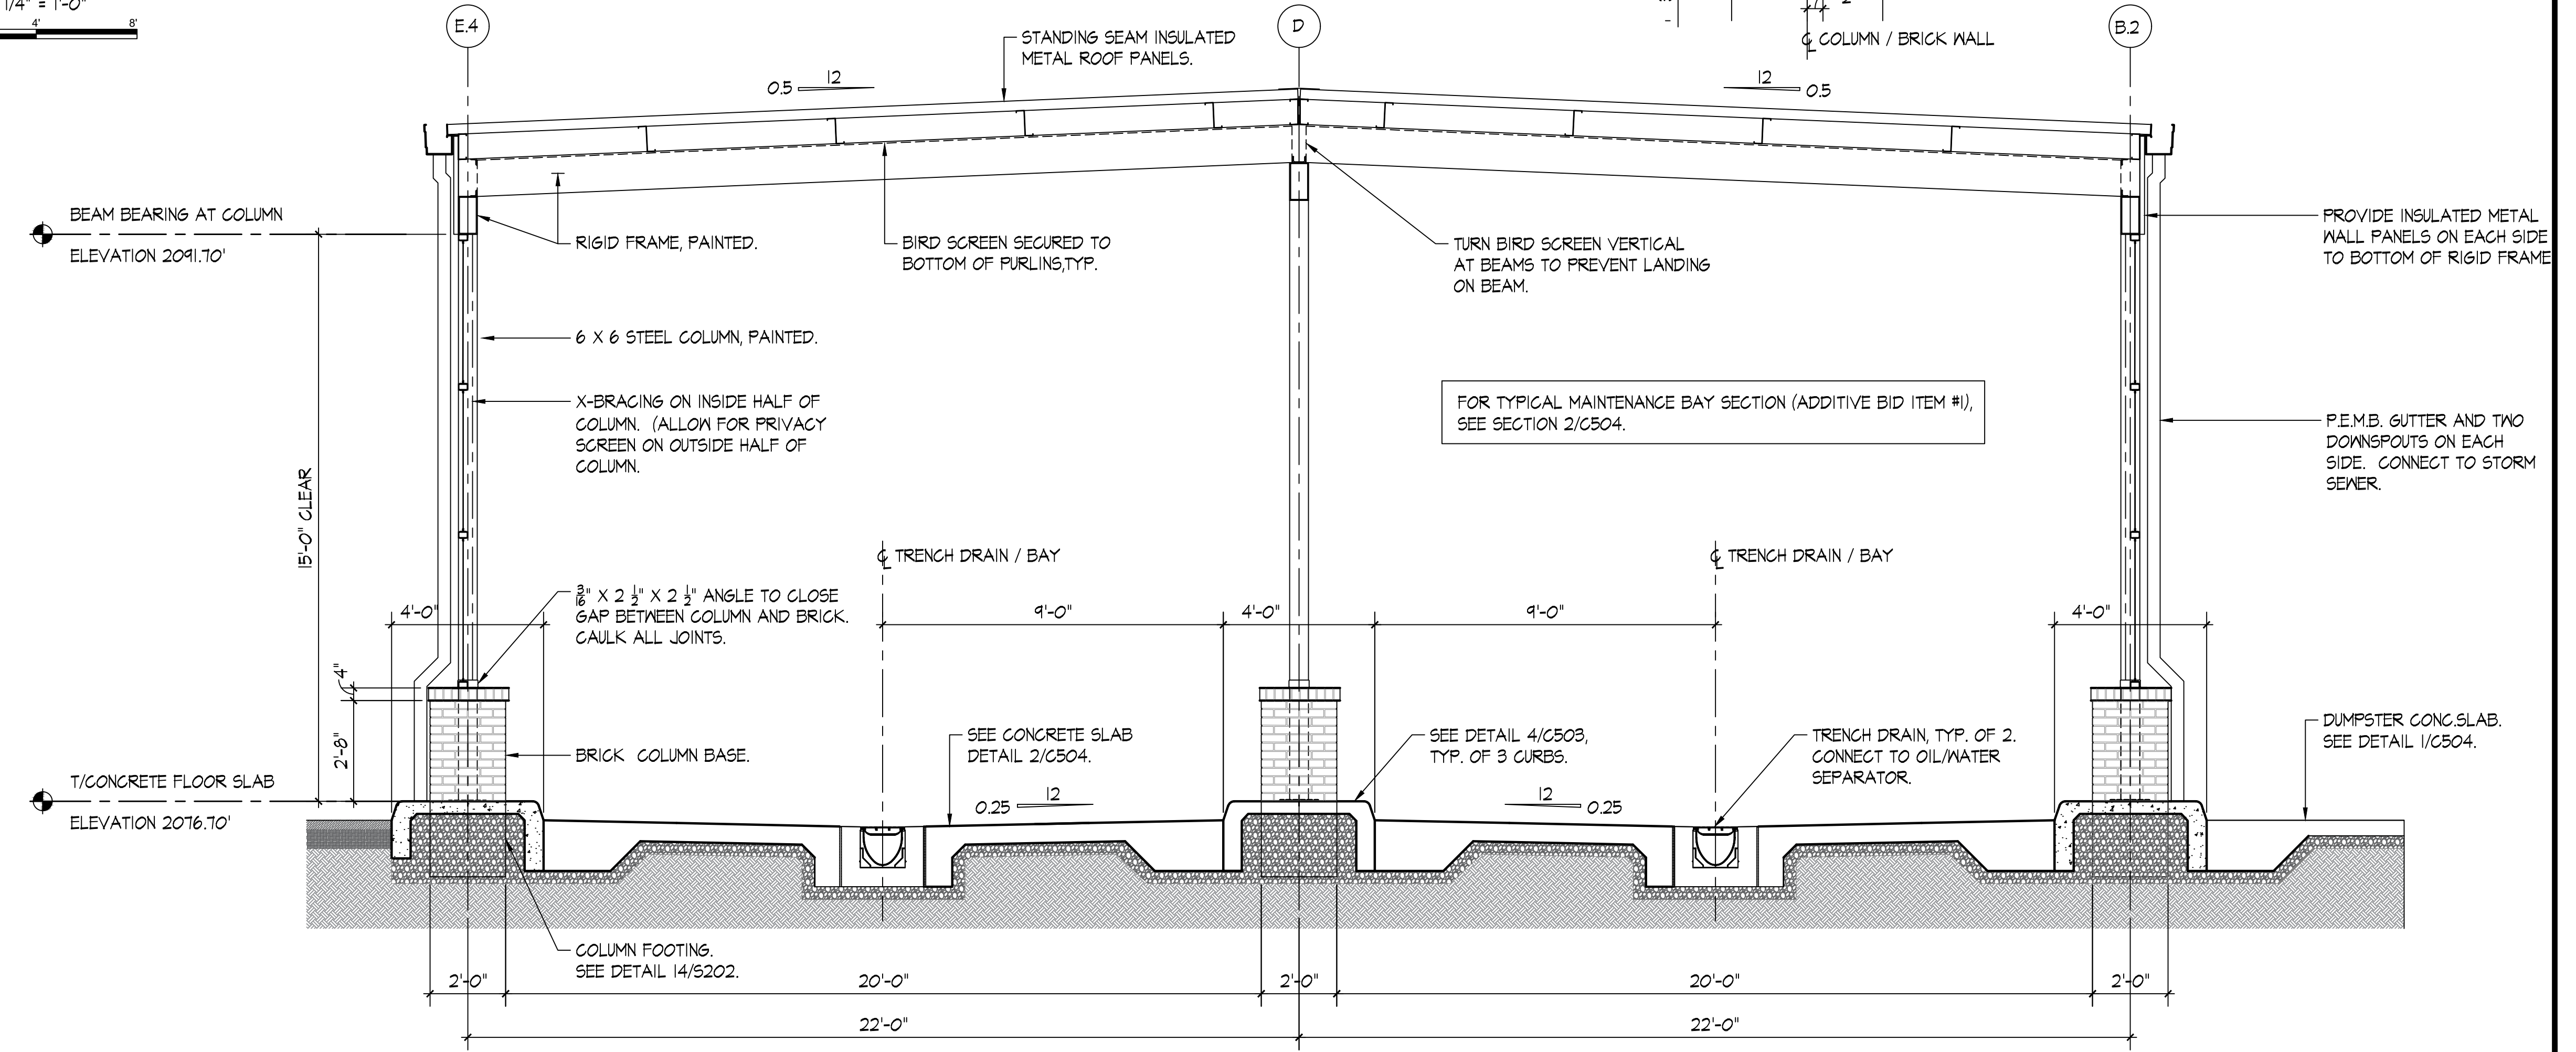 1/4" = 1'-0"
4'
8'
E.4
D
B.2
2"
℄ COLUMN / BRICK WALL
STANDING SEAM INSULATED
METAL ROOF PANELS.
12
0.5
12
0.5
BEAM BEARING AT COLUMN
ELEVATION 2091.70'
RIGID FRAME, PAINTED.
BIRD SCREEN SECURED TO
BOTTOM OF PURLINS,TYP.
TURN BIRD SCREEN VERTICAL
AT BEAMS TO PREVENT LANDING
ON BEAM.
PROVIDE INSULATED METAL
WALL PANELS ON EACH SIDE
TO BOTTOM OF RIGID FRAME
6 X 6 STEEL COLUMN, PAINTED.
X-BRACING ON INSIDE HALF OF
COLUMN. (ALLOW FOR PRIVACY
SCREEN ON OUTSIDE HALF OF
COLUMN.
FOR TYPICAL MAINTENANCE BAY SECTION (ADDITIVE BID ITEM #1),
SEE SECTION 2/C504.
P.E.M.B. GUTTER AND TWO
DOWNSPOUTS ON EACH
SIDE. CONNECT TO STORM
SEWER.
15'-0" CLEAR
℄ TRENCH DRAIN / BAY
℄ TRENCH DRAIN / BAY
3/16" X 2 1/2" X 2 1/2" ANGLE TO CLOSE
GAP BETWEEN COLUMN AND BRICK.
CAULK ALL JOINTS.
4'-0"
9'-0"
4'-0"
9'-0"
4'-0"
4"
2'-8"
BRICK COLUMN BASE.
SEE CONCRETE SLAB
DETAIL 2/C504.
SEE DETAIL 4/C503,
TYP. OF 3 CURBS.
TRENCH DRAIN, TYP. OF 2.
CONNECT TO OIL/WATER
SEPARATOR.
DUMPSTER CONC.SLAB.
SEE DETAIL 1/C504.
T/CONCRETE FLOOR SLAB
ELEVATION 2076.70'
12
0.25
12
0.25
COLUMN FOOTING.
SEE DETAIL 14/S202.
2'-0"
20'-0"
2'-0"
20'-0"
2'-0"
22'-0"
22'-0"